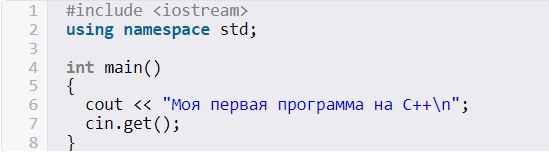 1 #include <iostream>
2 using namespace std;
3
4 int main()
5 {
6   cout << "Моя первая программа на C++\n";
7   cin.get();
8 }